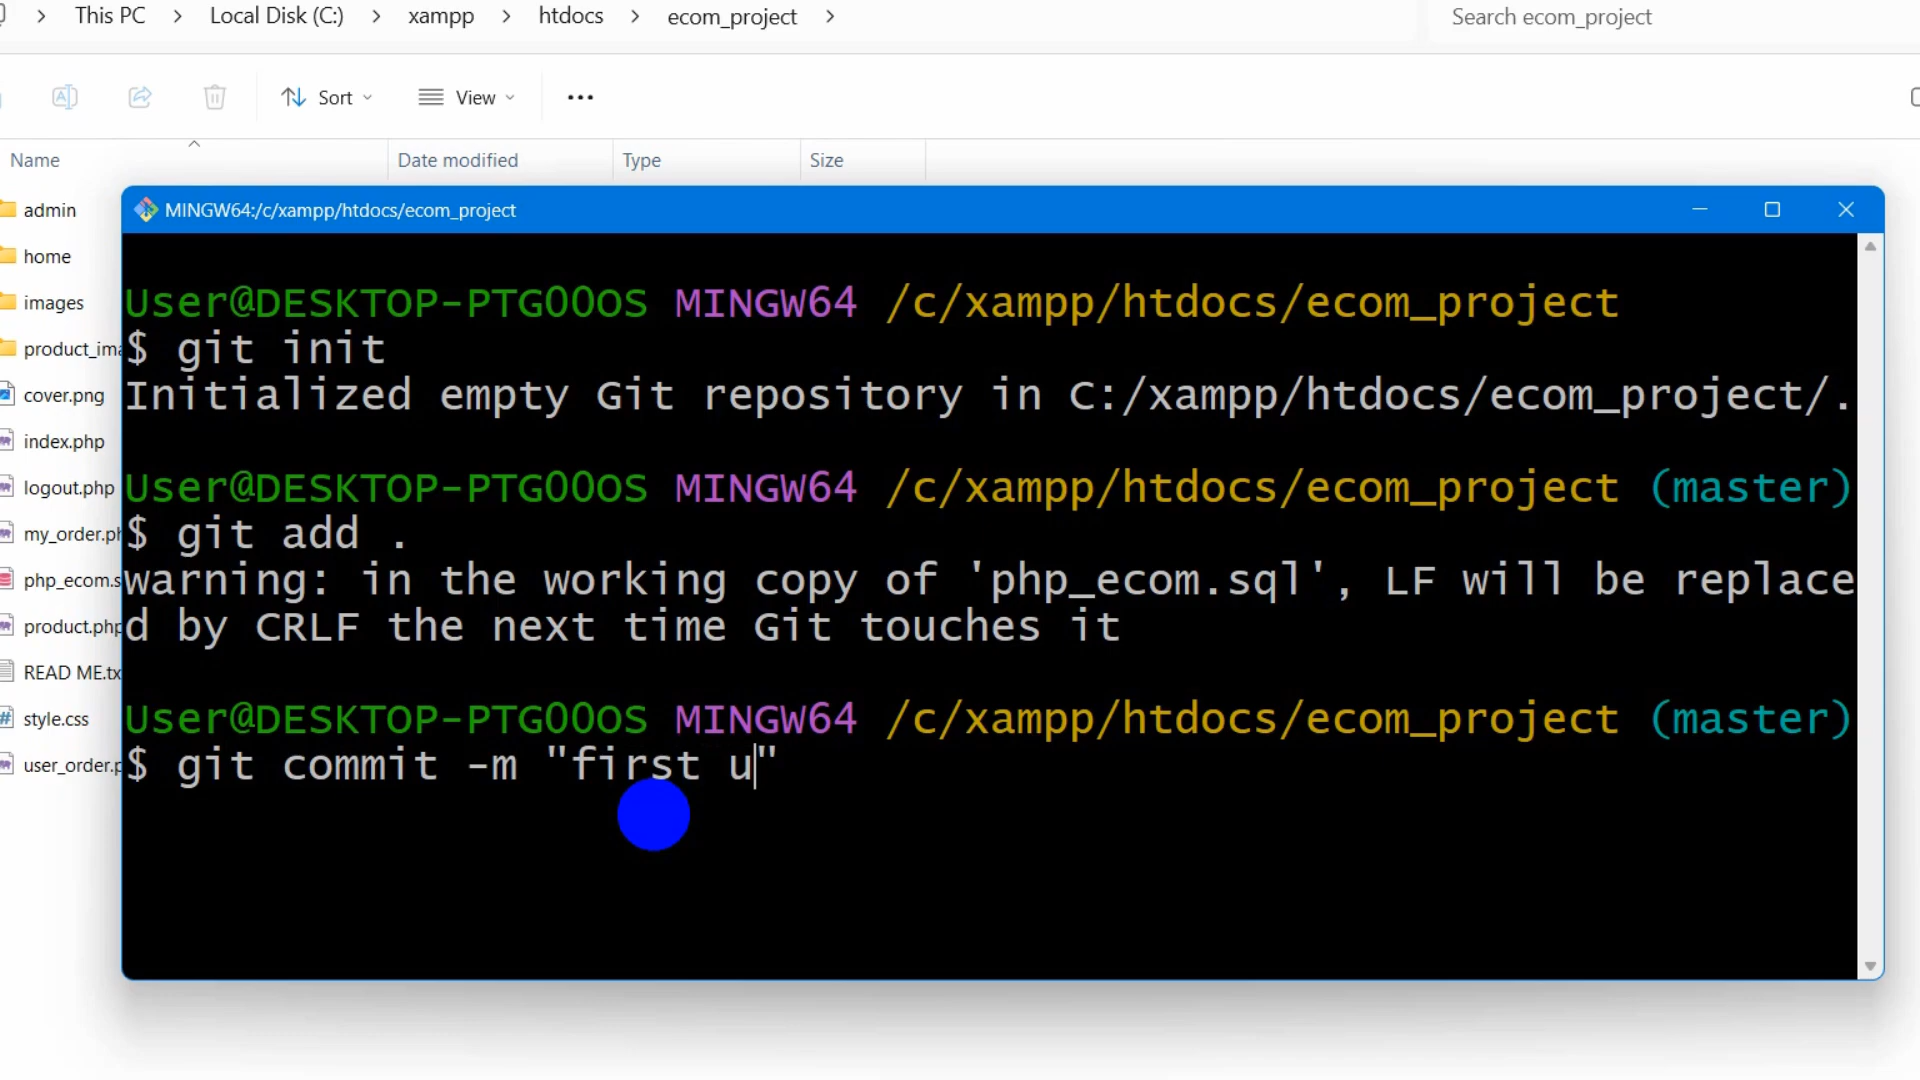 This PC > Local Disk (C:) > xampp > htdocs > ecom_project >
Search ecom_project
Sort
View
Name
Date modified
Type
Size
admin
home
images
product_ima
cover.png
index.php
logout.php
my_order.ph
php_ecom.s
product.php
READ ME.tx
style.css
user_order.p
MINGW64:/c/xampp/htdocs/ecom_project
User@DESKTOP-PTG000S MINGW64 /c/xampp/htdocs/ecom_project
$ git init
Initialized empty Git repository in C:/xampp/htdocs/ecom_project/.
User@DESKTOP-PTG000S MINGW64 /c/xampp/htdocs/ecom_project (master)
$ git add .
warning: in the working copy of 'php_ecom.sql', LF will be replace
d by CRLF the next time Git touches it
User@DESKTOP-PTG000S MINGW64 /c/xampp/htdocs/ecom_project (master)
$ git commit -m "first u"